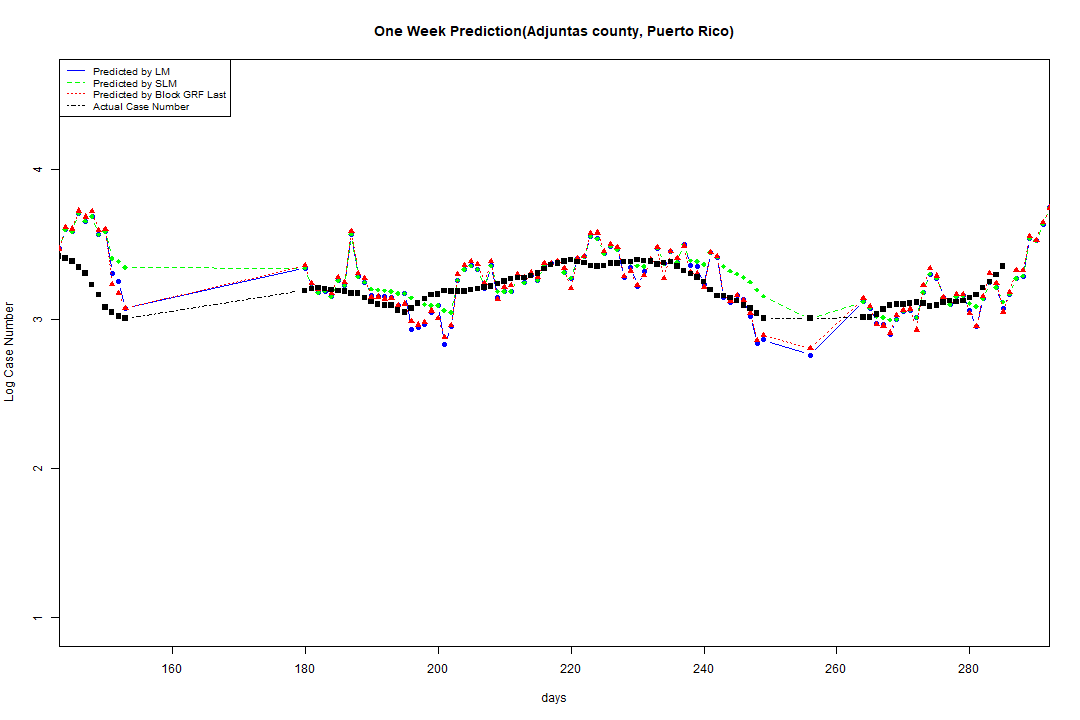 One Week Prediction(Adjuntas county, Puerto Rico)
Predicted by LM
Predicted by SLM
Predicted by Block GRF Last
Actual Case Number
4
3
2
1
Log Case Number
160 180 200 220 240 260 280
days